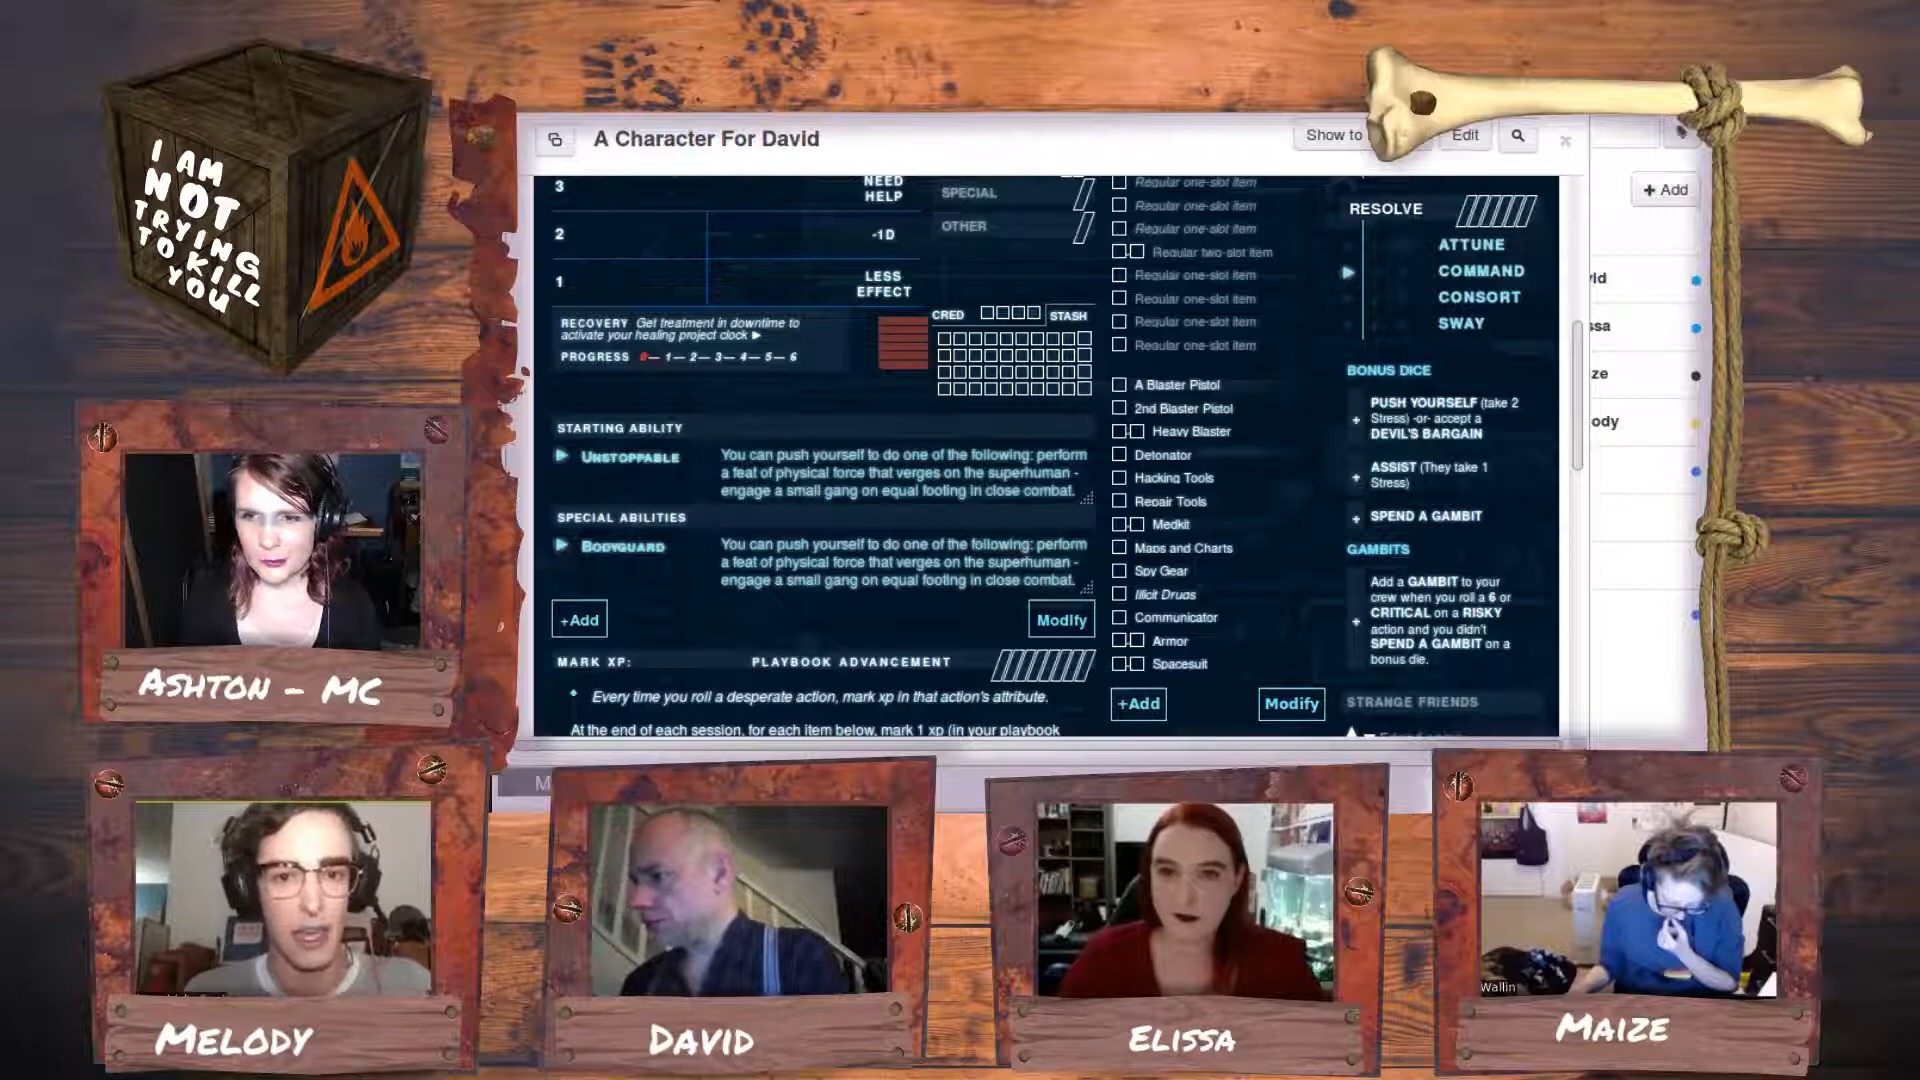 I AM
NOT
TRYING
TO KILL
YOU
A Character For David
Show to
Edit
+ Add
3
NEED
HELP
2
-1D
1
LESS
EFFECT
SPECIAL
OTHER
RECOVERY Get treatment in downtime to
activate your healing project clock ►
PROGRESS 0— 1— 2— 3— 4— 5— 6
CRED
STASH
STARTING ABILITY
UNSTOPPABLE
You can push yourself to do one of the following: perform
a feat of physical force that verges on the superhuman -
engage a small gang on equal footing in close combat.
SPECIAL ABILITIES
BODYGUARD
You can push yourself to do one of the following: perform
a feat of physical force that verges on the superhuman -
engage a small gang on equal footing in close combat.
+Add
Modify
MARK XP:
PLAYBOOK ADVANCEMENT
Every time you roll a desperate action, mark xp in that action's attribute.
At the end of each session, for each item below, mark 1 xp (in your playbook
Regular one-slot item
Regular one-slot item
Regular one-slot item
Regular two-slot item
Regular one-slot item
Regular one-slot item
Regular one-slot item
Regular one-slot item
A Blaster Pistol
2nd Blaster Pistol
Heavy Blaster
Detonator
Hacking Tools
Repair Tools
Medkit
Maps and Charts
Spy Gear
Illicit Drugs
Communicator
Armor
Spacesuit
+Add
Modify
RESOLVE
ATTUNE
COMMAND
CONSORT
SWAY
BONUS DICE
+ PUSH YOURSELF (take 2
Stress) -or- accept a
DEVIL'S BARGAIN
+ ASSIST (They take 1
Stress)
+ SPEND A GAMBIT
GAMBITS
+ Add a GAMBIT to your
crew when you roll a 6 or
CRITICAL on a RISKY
action and you didn't
SPEND A GAMBIT on a
bonus die.
STRANGE FRIENDS
ssa
ze
ody
ASHTON - MC
MELODY
DAVID
ELISSA
Wallin
MAIZE